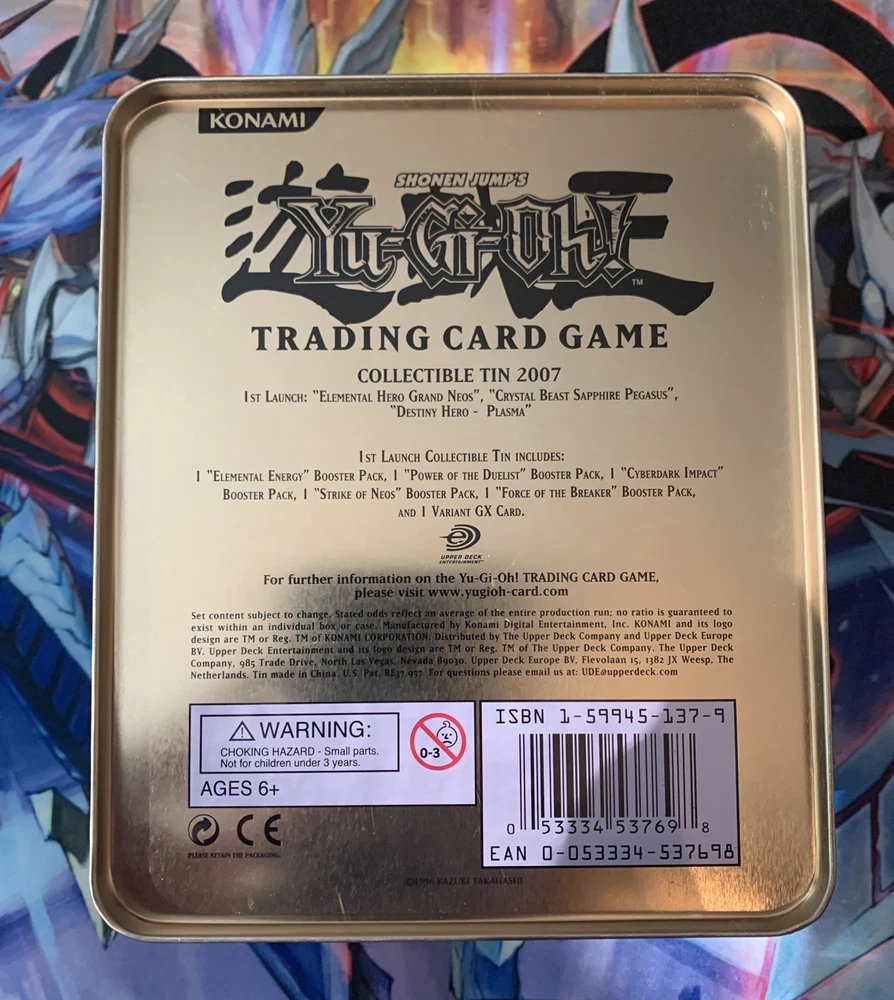 KONAMI
SHONEN JUMP'S
遊戯王
Yu-Gi-Oh!
TM
TRADING CARD GAME
COLLECTIBLE TIN 2007
1ST LAUNCH: "ELEMENTAL HERO GRAND NEOS", "CRYSTAL BEAST SAPPHIRE PEGASUS",
"DESTINY HERO - PLASMA"
1ST LAUNCH COLLECTIBLE TIN INCLUDES:
1 "ELEMENTAL ENERGY" BOOSTER PACK, 1 "POWER OF THE DUELIST" BOOSTER PACK, 1 "CYBERDARK IMPACT"
BOOSTER PACK, 1 "STRIKE OF NEOS" BOOSTER PACK, 1 "FORCE OF THE BREAKER" BOOSTER PACK,
AND 1 VARIANT GX CARD.
UPPER DECK
ENTERTAINMENT
For further information on the Yu-Gi-Oh! TRADING CARD GAME,
please visit www.yugioh-card.com
Set content subject to change. Stated odds reflect an average of the entire production run; no ratio is guaranteed to
exist within an individual box or case. Manufactured by Konami Digital Entertainment, Inc. KONAMI and its logo
design are TM or Reg. TM of KONAMI CORPORATION. Distributed by The Upper Deck Company and Upper Deck Europe
BV. Upper Deck Entertainment and its logo design are TM or Reg. TM of The Upper Deck Company. The Upper Deck
Company, 985 Trade Drive, North Las Vegas, Nevada 89030. Upper Deck Europe BV, Flevolaan 15, 1382 JX Weesp, The
Netherlands. Tin made in China. U.S. Pat. RE37,957 For questions please email us at: UDE@upperdeck.com
WARNING:
CHOKING HAZARD - Small parts.
Not for children under 3 years.
0-3
AGES 6+
ISBN 1-59945-137-9
0 53334 53769 8
EAN 0-053334-537698
CE
PLEASE RETAIN THE PACKAGING.
©1996 KAZUKI TAKAHASHI